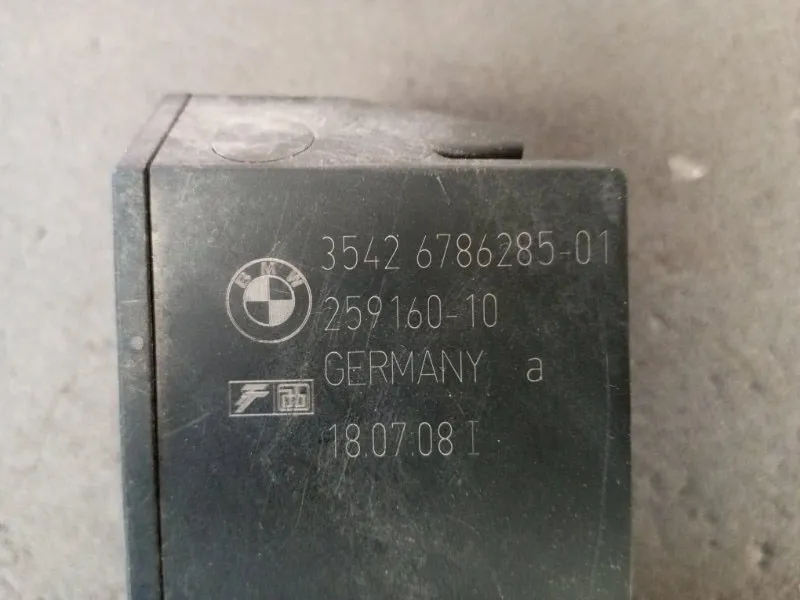 3542 6786285-01
BMW
259160-10
GERMANY a
18.07.08 I